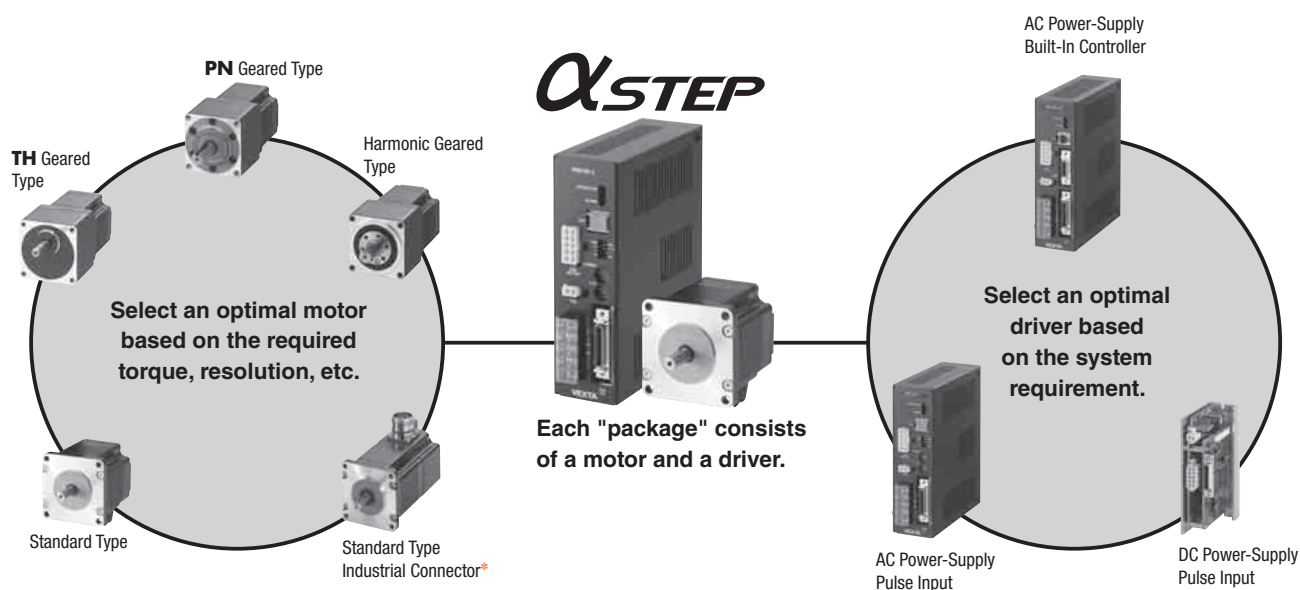 PN Geared Type
TH Geared
Type
Harmonic Geared
Type
Select an optimal motor
based on the required
torque, resolution, etc.
Standard Type
Standard Type
Industrial Connector*
αSTEP
VEXTA
Each "package" consists
of a motor and a driver.
AC Power-Supply
Built-In Controller
VEXTA
Select an optimal
driver based
on the system
requirement.
AC Power-Supply
Pulse Input
DC Power-Supply
Pulse Input